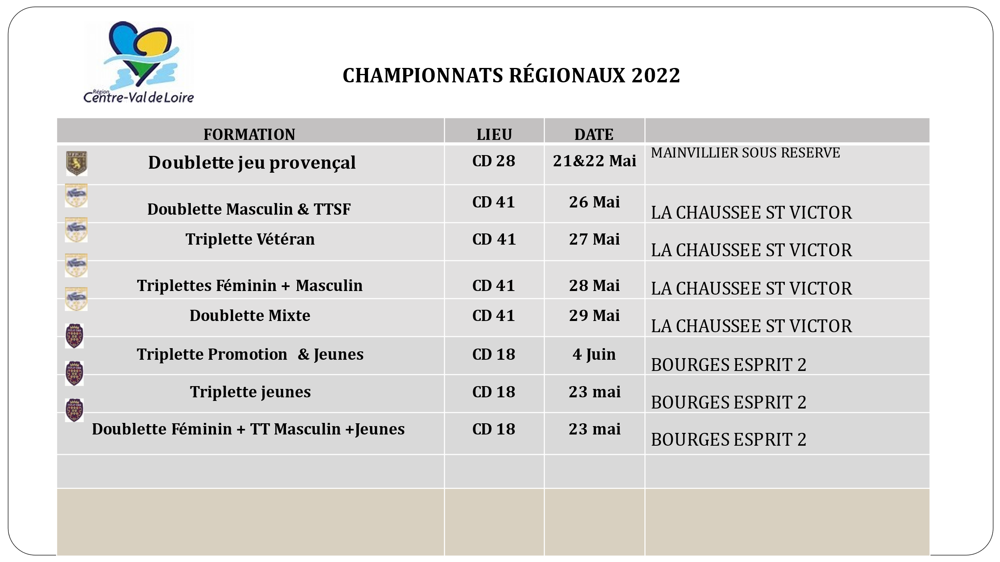 Région
Centre-Val de Loire
CHAMPIONNATS RÉGIONAUX 2022
FORMATION LIEU DATE
Doublette jeu provençal CD 28 21&22 Mai MAINVILLIER SOUS RESERVE
Doublette Masculin & TTSF CD 41 26 Mai LA CHAUSSEE ST VICTOR
Triplette Vétéran CD 41 27 Mai LA CHAUSSEE ST VICTOR
Triplettes Féminin + Masculin CD 41 28 Mai LA CHAUSSEE ST VICTOR
Doublette Mixte CD 41 29 Mai LA CHAUSSEE ST VICTOR
Triplette Promotion & Jeunes CD 18 4 Juin BOURGES ESPRIT 2
Triplette jeunes CD 18 23 mai BOURGES ESPRIT 2
Doublette Féminin + TT Masculin +Jeunes CD 18 23 mai BOURGES ESPRIT 2